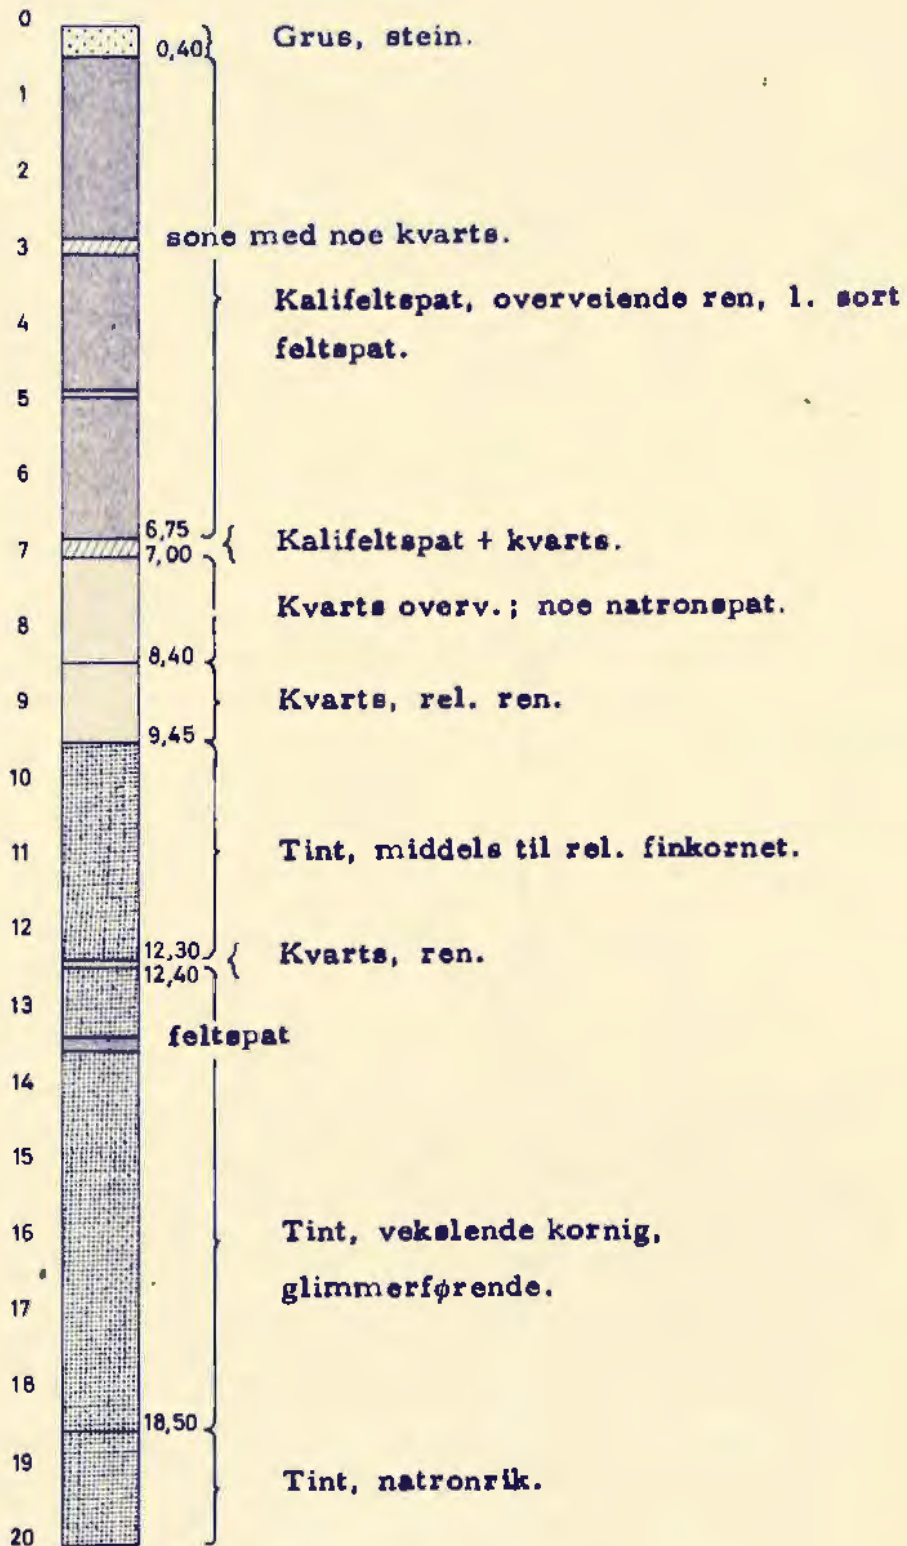 0
0,40 Grus, stein.
1
2
sone med noe kvarts.
3
Kalifeltspat, overveiende ren, 1. sort
4
feltspat.
5
6
6,75
7 7,00 Kalifeltspat + kvarts.
Kvarts overv.; noe natronspat.
8
8,40
9 Kvarts, rel. ren.
9,45
10
11 Tint, middels til rel. finkornet.
12
12,30 Kvarts, ren.
12,40
13
feltspat
14
15
16 Tint, vekslende kornig,
glimmerførende.
17
18
18,50
19
Tint, natronrik.
20